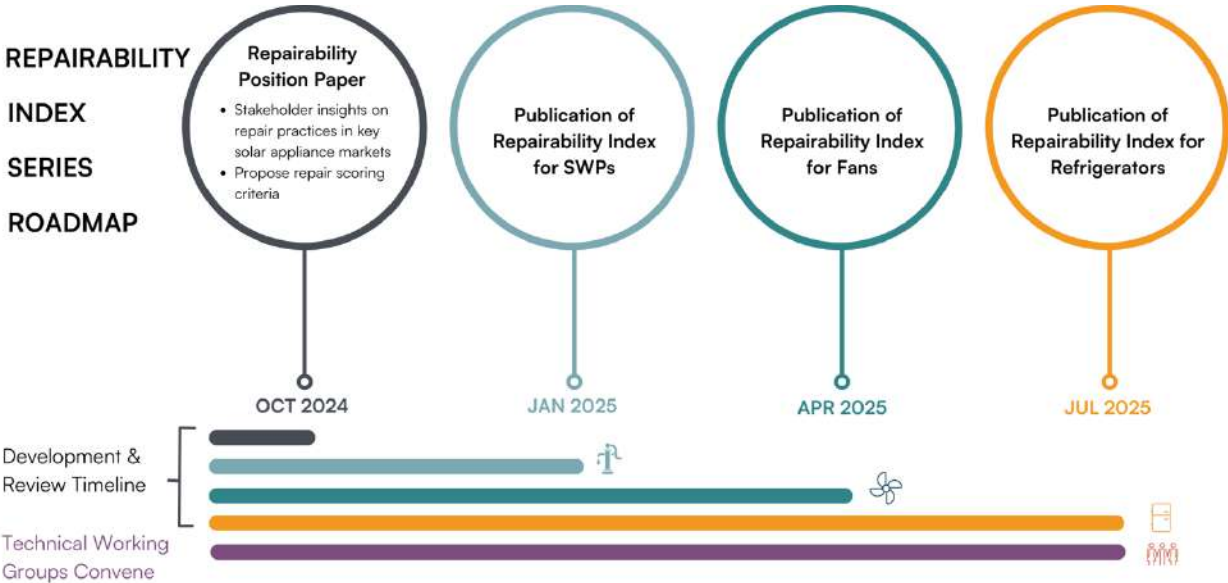 REPAIRABILITY
INDEX
SERIES
ROADMAP
Repairability
Position Paper
• Stakeholder insights on
repair practices in key
solar appliance markets
• Propose repair scoring
criteria
Publication of
Repairability Index
for SWPs
Publication of
Repairability Index
for Fans
Publication of
Repairability Index for
Refrigerators
OCT 2024
JAN 2025
APR 2025
JUL 2025
Development &
Review Timeline
Technical Working
Groups Convene